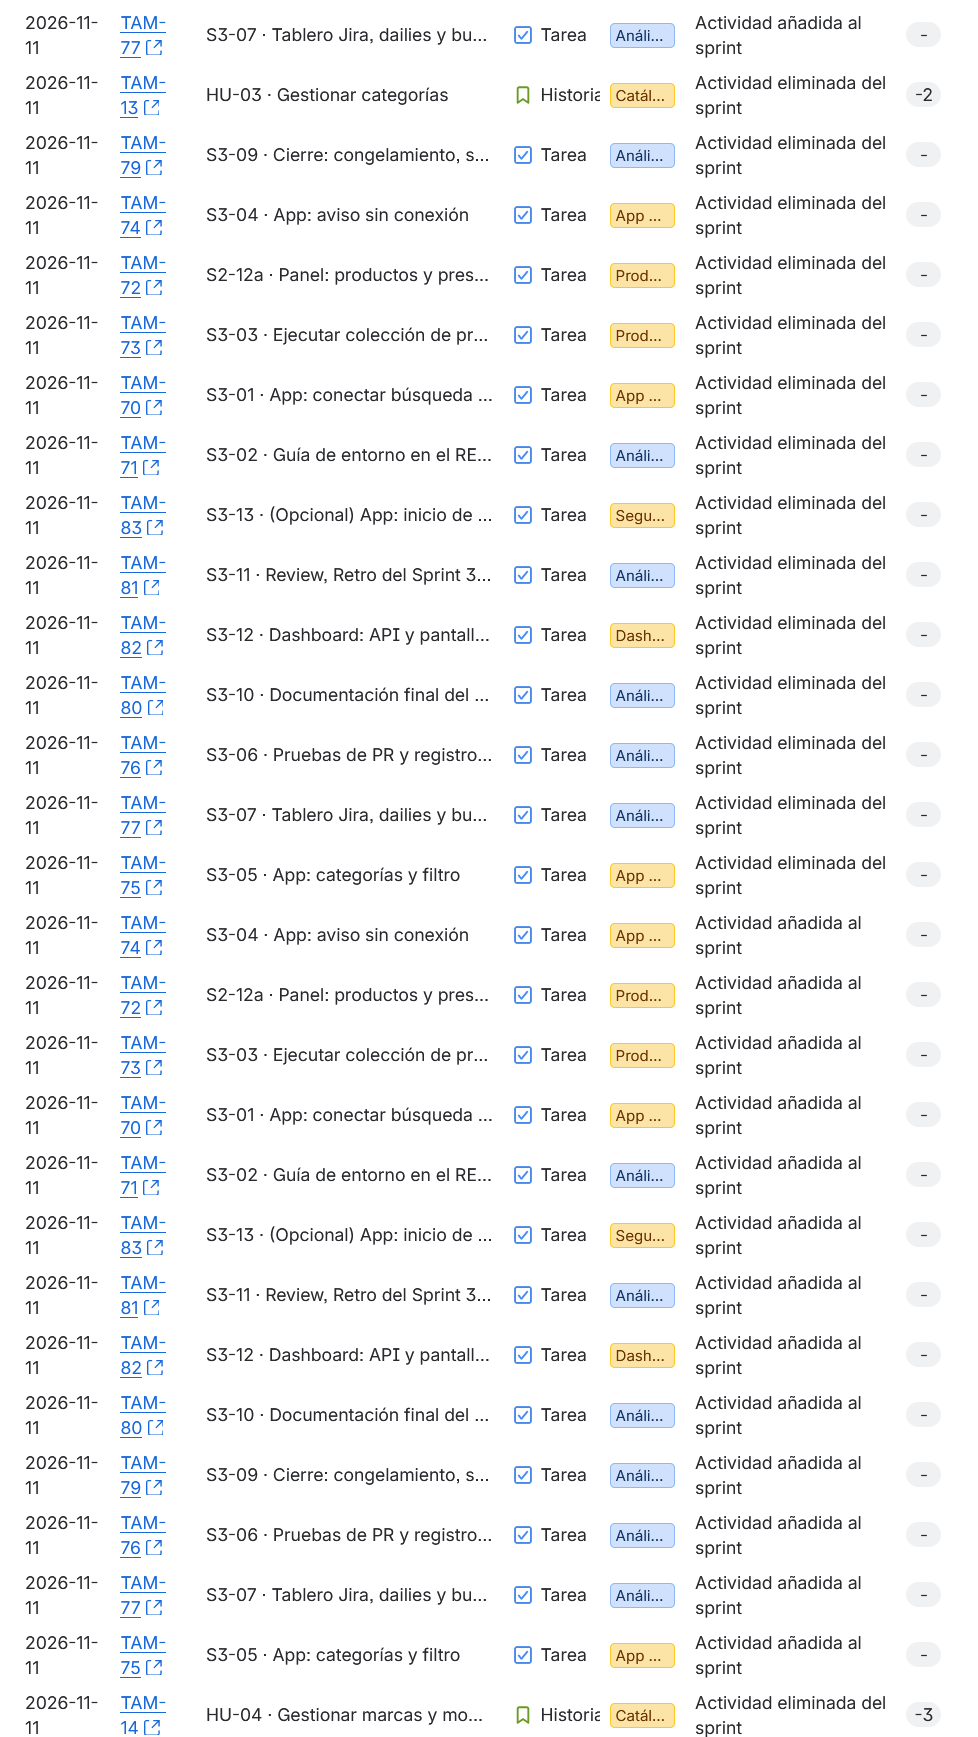 2026-11-11 TAM-77 S3-07 · Tablero Jira, dailies y bu... Tarea Análi... Actividad añadida al sprint -
2026-11-11 TAM-13 HU-03 · Gestionar categorías Historia Catál... Actividad eliminada del sprint -2
2026-11-11 TAM-79 S3-09 · Cierre: congelamiento, s... Tarea Análi... Actividad eliminada del sprint -
2026-11-11 TAM-74 S3-04 · App: aviso sin conexión Tarea App ... Actividad eliminada del sprint -
2026-11-11 TAM-72 S2-12a · Panel: productos y pres... Tarea Prod... Actividad eliminada del sprint -
2026-11-11 TAM-73 S3-03 · Ejecutar colección de pr... Tarea Prod... Actividad eliminada del sprint -
2026-11-11 TAM-70 S3-01 · App: conectar búsqueda ... Tarea App ... Actividad eliminada del sprint -
2026-11-11 TAM-71 S3-02 · Guía de entorno en el RE... Tarea Análi... Actividad eliminada del sprint -
2026-11-11 TAM-83 S3-13 · (Opcional) App: inicio de ... Tarea Segu... Actividad eliminada del sprint -
2026-11-11 TAM-81 S3-11 · Review, Retro del Sprint 3... Tarea Análi... Actividad eliminada del sprint -
2026-11-11 TAM-82 S3-12 · Dashboard: API y pantall... Tarea Dash... Actividad eliminada del sprint -
2026-11-11 TAM-80 S3-10 · Documentación final del ... Tarea Análi... Actividad eliminada del sprint -
2026-11-11 TAM-76 S3-06 · Pruebas de PR y registro... Tarea Análi... Actividad eliminada del sprint -
2026-11-11 TAM-77 S3-07 · Tablero Jira, dailies y bu... Tarea Análi... Actividad eliminada del sprint -
2026-11-11 TAM-75 S3-05 · App: categorías y filtro Tarea App ... Actividad eliminada del sprint -
2026-11-11 TAM-74 S3-04 · App: aviso sin conexión Tarea App ... Actividad añadida al sprint -
2026-11-11 TAM-72 S2-12a · Panel: productos y pres... Tarea Prod... Actividad añadida al sprint -
2026-11-11 TAM-73 S3-03 · Ejecutar colección de pr... Tarea Prod... Actividad añadida al sprint -
2026-11-11 TAM-70 S3-01 · App: conectar búsqueda ... Tarea App ... Actividad añadida al sprint -
2026-11-11 TAM-71 S3-02 · Guía de entorno en el RE... Tarea Análi... Actividad añadida al sprint -
2026-11-11 TAM-83 S3-13 · (Opcional) App: inicio de ... Tarea Segu... Actividad añadida al sprint -
2026-11-11 TAM-81 S3-11 · Review, Retro del Sprint 3... Tarea Análi... Actividad añadida al sprint -
2026-11-11 TAM-82 S3-12 · Dashboard: API y pantall... Tarea Dash... Actividad añadida al sprint -
2026-11-11 TAM-80 S3-10 · Documentación final del ... Tarea Análi... Actividad añadida al sprint -
2026-11-11 TAM-79 S3-09 · Cierre: congelamiento, s... Tarea Análi... Actividad añadida al sprint -
2026-11-11 TAM-76 S3-06 · Pruebas de PR y registro... Tarea Análi... Actividad añadida al sprint -
2026-11-11 TAM-77 S3-07 · Tablero Jira, dailies y bu... Tarea Análi... Actividad añadida al sprint -
2026-11-11 TAM-75 S3-05 · App: categorías y filtro Tarea App ... Actividad añadida al sprint -
2026-11-11 TAM-14 HU-04 · Gestionar marcas y mo... Historia Catál... Actividad eliminada del sprint -3